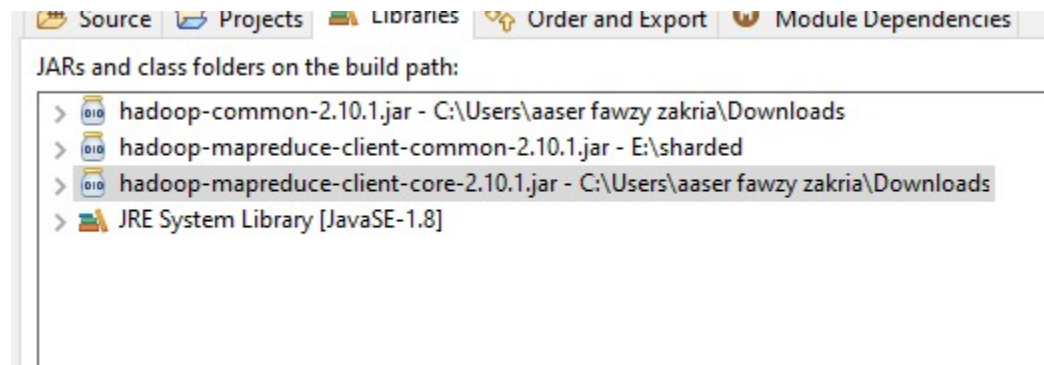 Source Projects Libraries Order and Export Module Dependencies
JARs and class folders on the build path:
hadoop-common-2.10.1.jar - C:\Users\aaser fawzy zakria\Downloads
hadoop-mapreduce-client-common-2.10.1.jar - E:\sharded
hadoop-mapreduce-client-core-2.10.1.jar - C:\Users\aaser fawzy zakria\Downloads
JRE System Library [JavaSE-1.8]